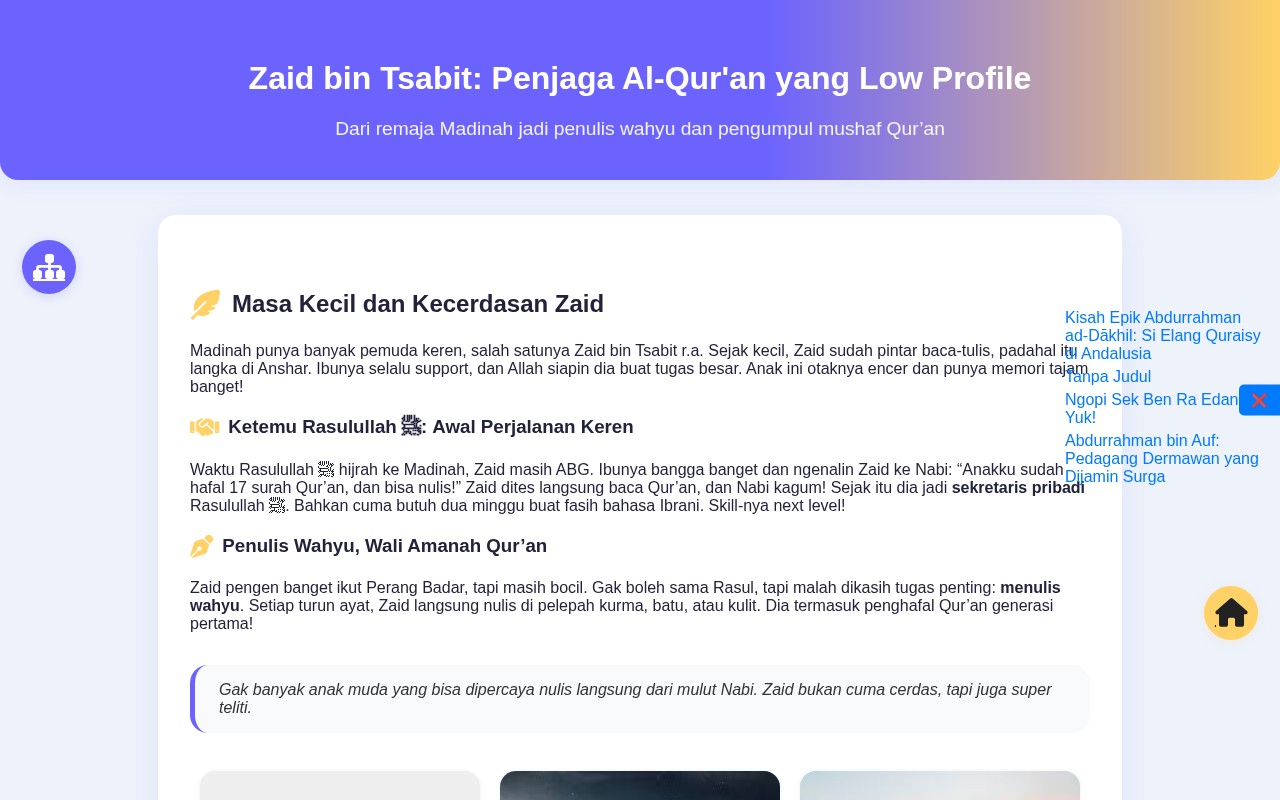 Zaid bin Tsabit: Penjaga Al-Qur'an yang Low Profile
Dari remaja Madinah jadi penulis wahyu dan pengumpul mushaf Qur’an
Masa Kecil dan Kecerdasan Zaid
Madinah punya banyak pemuda keren, salah satunya Zaid bin Tsabit r.a. Sejak kecil, Zaid sudah pintar baca-tulis, padahal itu
langka di Anshar. Ibunya selalu support, dan Allah siapin dia buat tugas besar. Anak ini otaknya encer dan punya memori tajam
banget!
Ketemu Rasulullah ﷺ: Awal Perjalanan Keren
Waktu Rasulullah ﷺ hijrah ke Madinah, Zaid masih ABG. Ibunya bangga banget dan ngenalin Zaid ke Nabi: “Anakku sudah
hafal 17 surah Qur’an, dan bisa nulis!” Zaid dites langsung baca Qur’an, dan Nabi kagum! Sejak itu dia jadi sekretaris pribadi
Rasulullah ﷺ. Bahkan cuma butuh dua minggu buat fasih bahasa Ibrani. Skill-nya next level!
Penulis Wahyu, Wali Amanah Qur’an
Zaid pengen banget ikut Perang Badar, tapi masih bocil. Gak boleh sama Rasul, tapi malah dikasih tugas penting: menulis
wahyu. Setiap turun ayat, Zaid langsung nulis di pelepah kurma, batu, atau kulit. Dia termasuk penghafal Qur’an generasi
pertama!
Gak banyak anak muda yang bisa dipercaya nulis langsung dari mulut Nabi. Zaid bukan cuma cerdas, tapi juga super
teliti.
Kisah Epik Abdurrahman
ad-Dākhil: Si Elang Quraisy
di Andalusia
Tanpa Judul
Ngopi Sek Ben Ra Edan
Yuk!
Abdurrahman bin Auf:
Pedagang Dermawan yang
Dijamin Surga